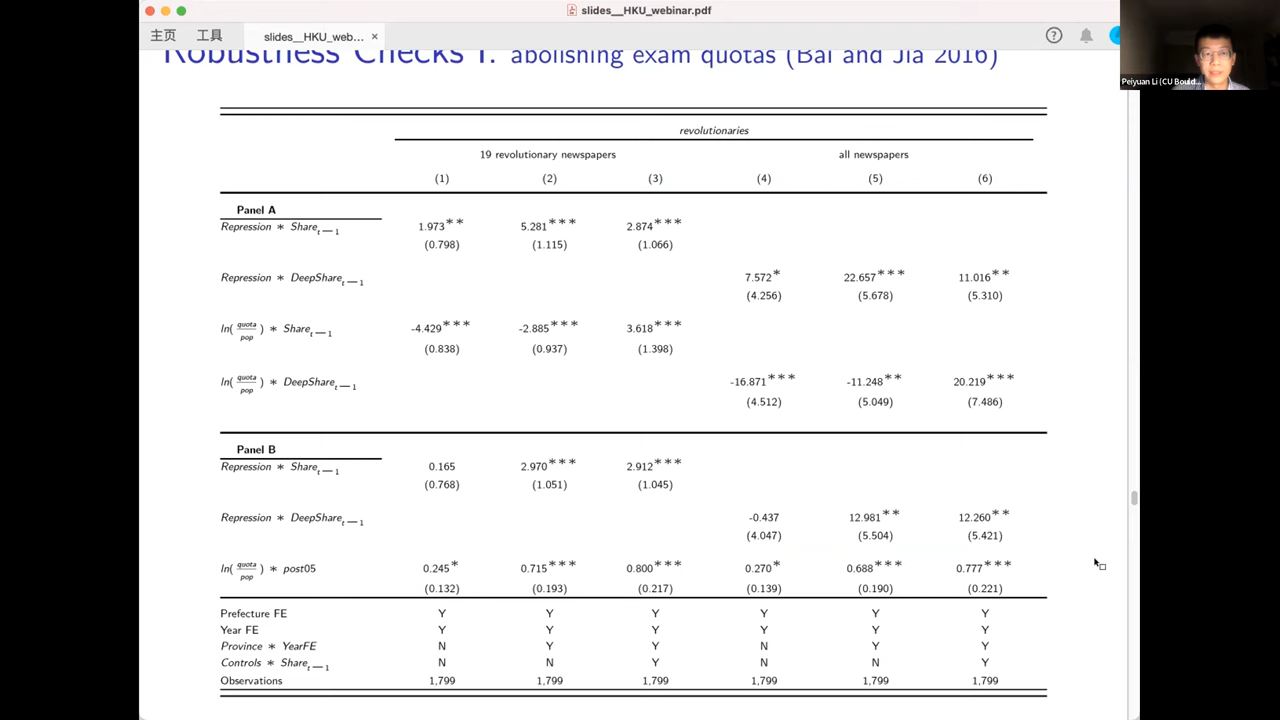 slides__HKU_webinar.pdf
主页 工具 slides_HKU_web... ×
Peiyuan Li (CU Bould...
Robustness Checks I: abolishing exam quotas (Bai and Jia 2016)
revolutionaries
19 revolutionary newspapers all newspapers
(1) (2) (3) (4) (5) (6)
Panel A
Repression * Share_{t−1} 1.973** 5.281*** 2.874***
(0.798) (1.115) (1.066)
Repression * DeepShare_{t−1} 7.572* 22.657*** 11.016**
(4.256) (5.678) (5.310)
ln(quota/pop) * Share_{t−1} -4.429*** -2.885*** 3.618***
(0.838) (0.937) (1.398)
ln(quota/pop) * DeepShare_{t−1} -16.871*** -11.248** 20.219***
(4.512) (5.049) (7.486)
Panel B
Repression * Share_{t−1} 0.165 2.970*** 2.912***
(0.768) (1.051) (1.045)
Repression * DeepShare_{t−1} -0.437 12.981** 12.260**
(4.047) (5.504) (5.421)
ln(quota/pop) * post05 0.245* 0.715*** 0.800*** 0.270* 0.688*** 0.777***
(0.132) (0.193) (0.217) (0.139) (0.190) (0.221)
Prefecture FE Y Y Y Y Y Y
Year FE Y Y Y Y Y Y
Province * YearFE N Y Y N Y Y
Controls * Share_{t−1} N N Y N N Y
Observations 1,799 1,799 1,799 1,799 1,799 1,799